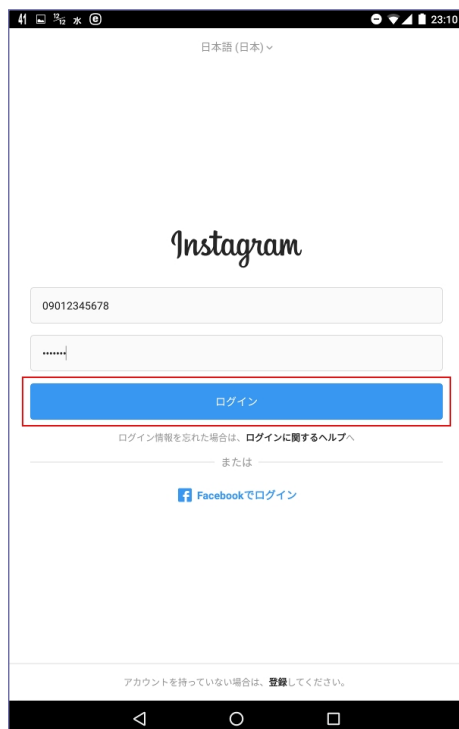 41 12/12 水 e 23:10
日本語 (日本)
Instagram
09012345678
•••••••
ログイン
ログイン情報を忘れた場合は、ログインに関するヘルプへ
または
f Facebookでログイン
アカウントを持っていない場合は、登録してください。